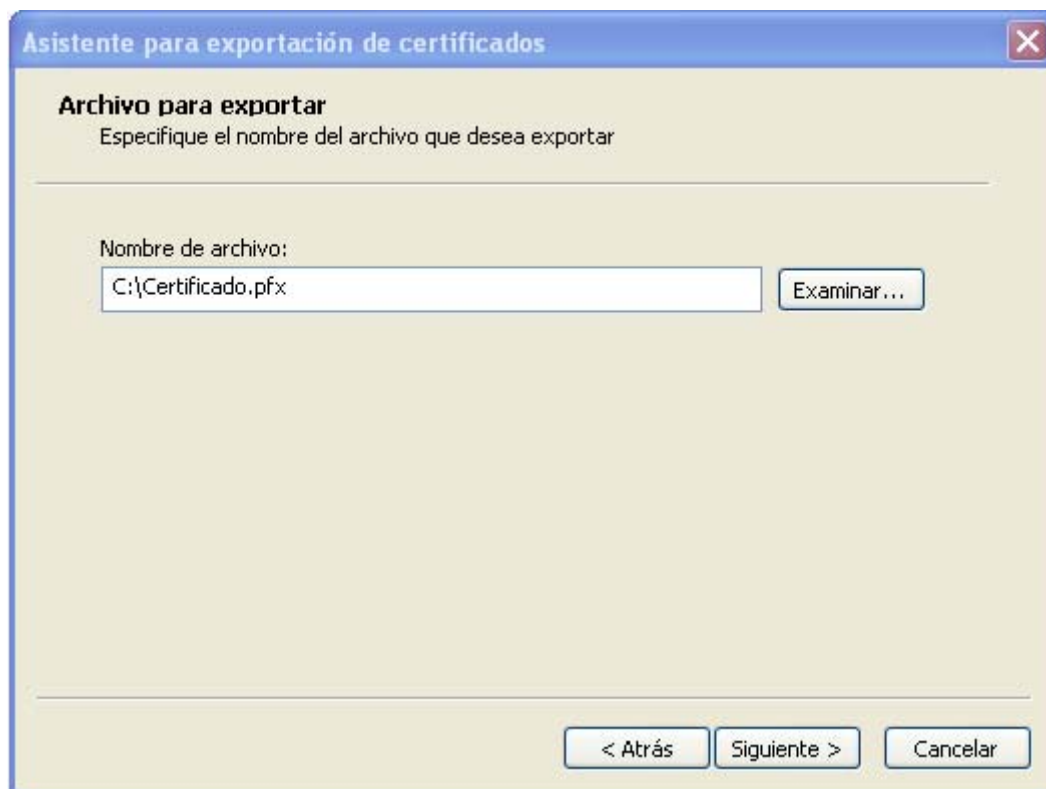 Asistente para exportación de certificados
Archivo para exportar
Especifique el nombre del archivo que desea exportar
Nombre de archivo:
C:\Certificado.pfx
Examinar...
< Atrás
Siguiente >
Cancelar